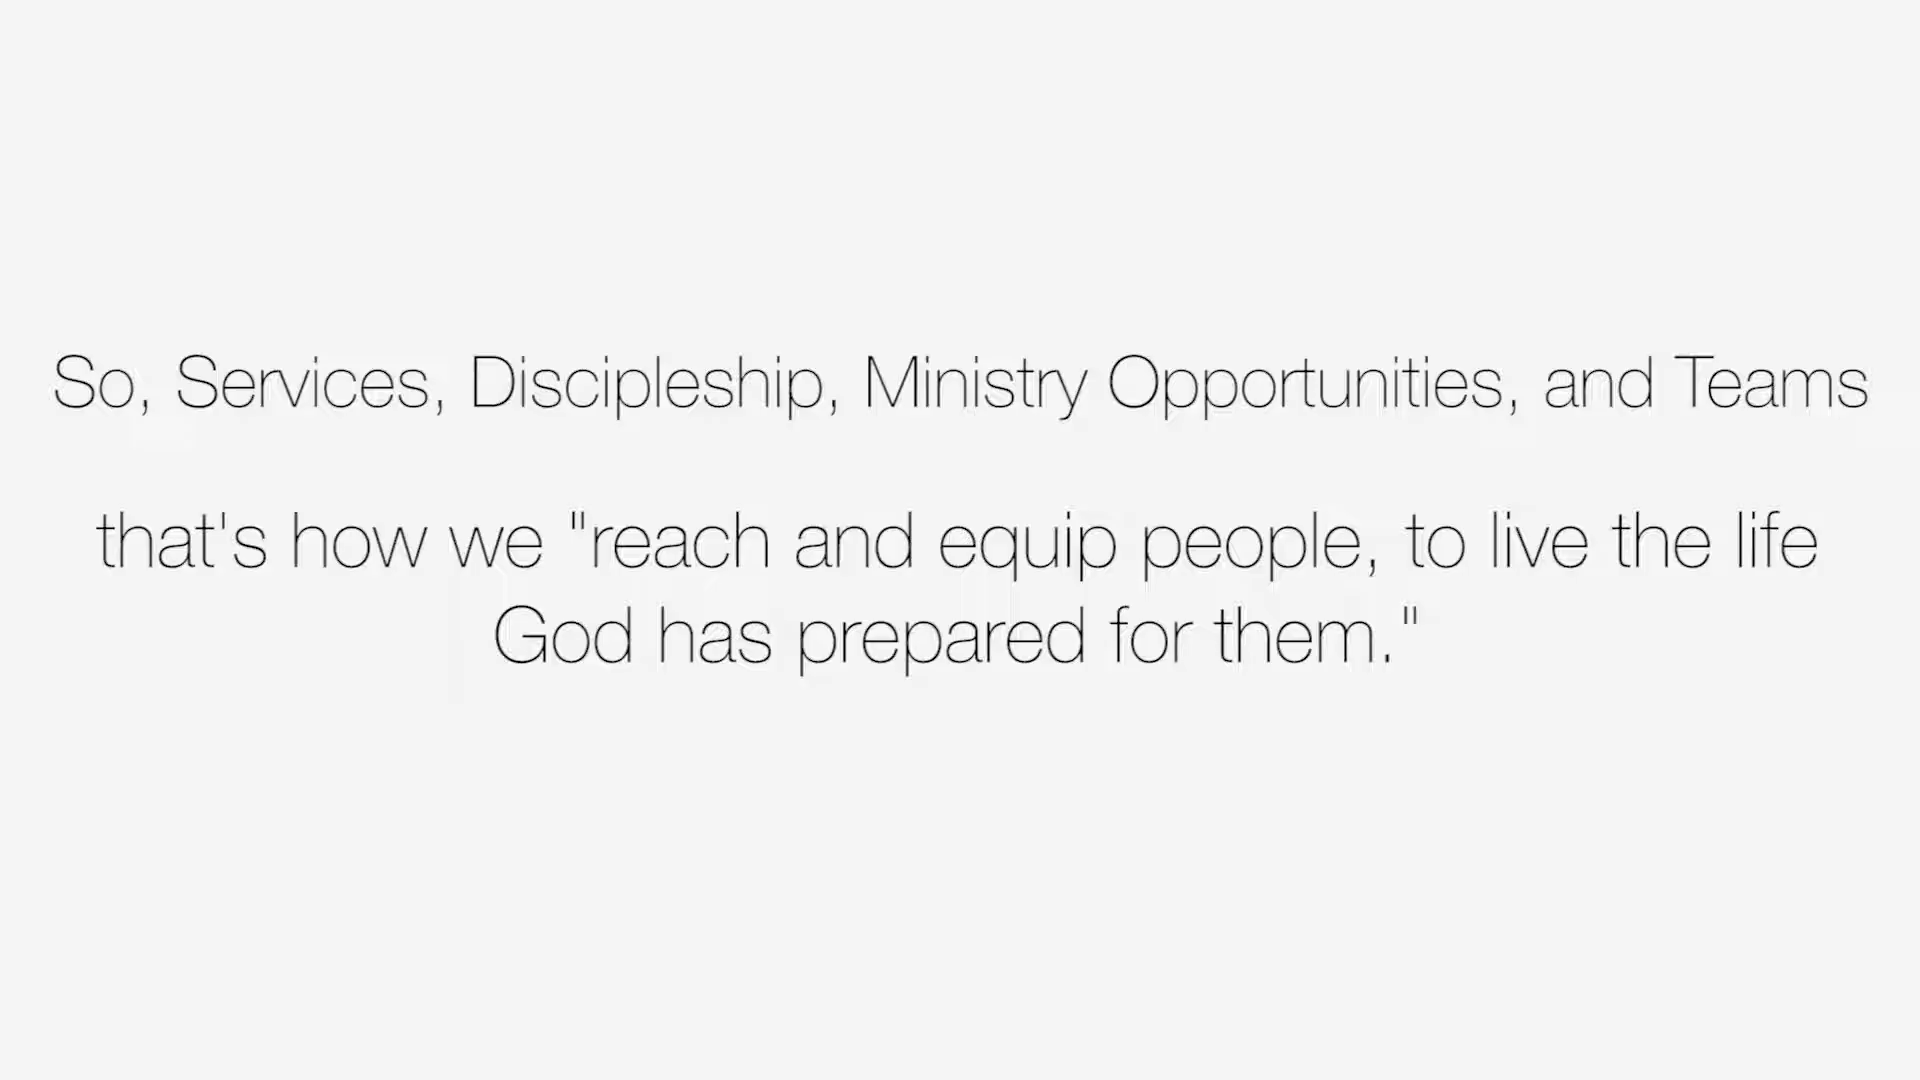 So, Services, Discipleship, Ministry Opportunities, and Teams
that's how we "reach and equip people, to live the life
God has prepared for them."